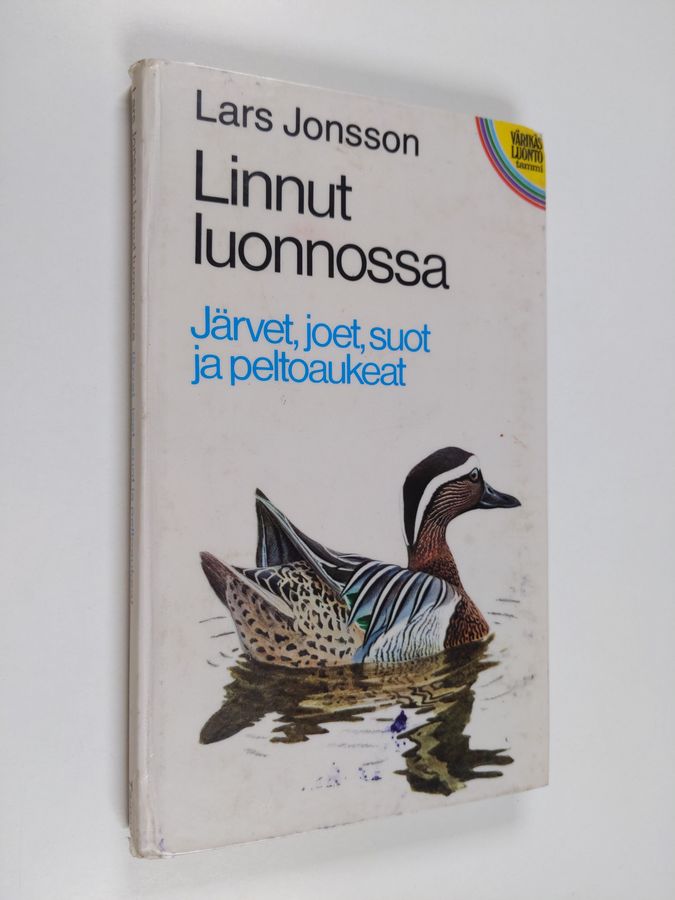 Lars Jonsson
VÄRIKÄS
LUONTO
tammi
Linnut
luonnossa
Järvet, joet, suot
ja peltoaukeat